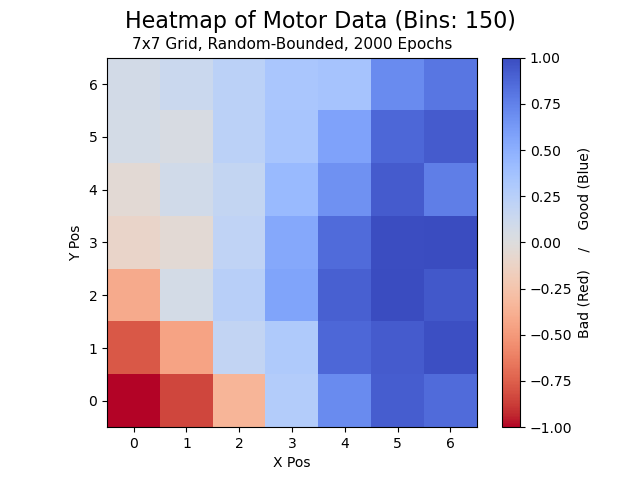 Heatmap of Motor Data (Bins: 150)
7x7 Grid, Random-Bounded, 2000 Epochs
6
5
4
3
2
1
0
Y Pos
0 1 2 3 4 5 6
X Pos
1.00
0.75
0.50
0.25
0.00
−0.25
−0.50
−0.75
−1.00
Bad (Red) / Good (Blue)